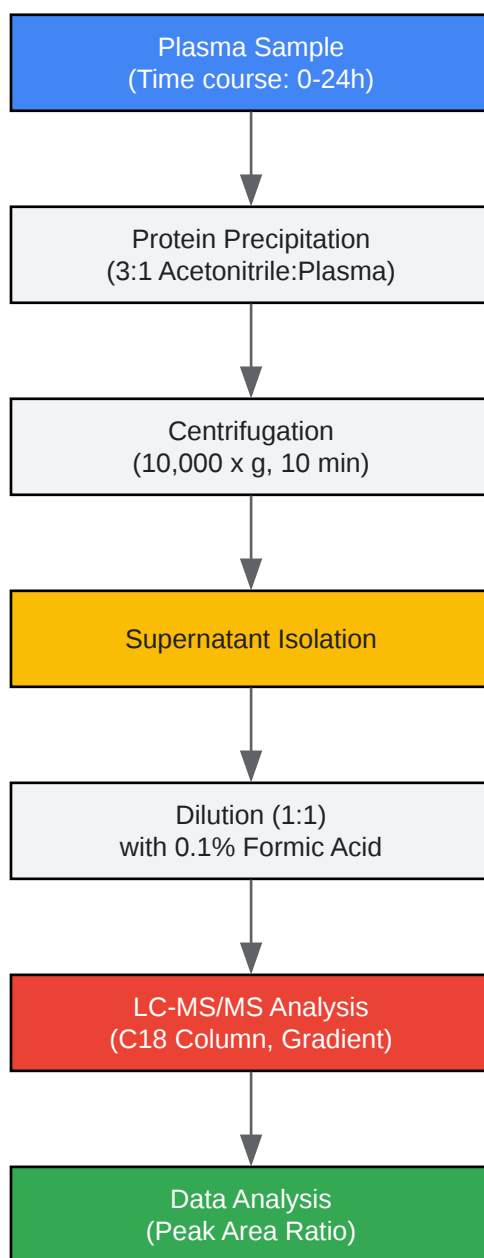 Plasma Sample
(Time course: 0-24h)
Protein Precipitation
(3:1 Acetonitrile:Plasma)
Centrifugation
(10,000 x g, 10 min)
Supernatant Isolation
Dilution (1:1)
with 0.1% Formic Acid
LC-MS/MS Analysis
(C18 Column, Gradient)
Data Analysis
(Peak Area Ratio)